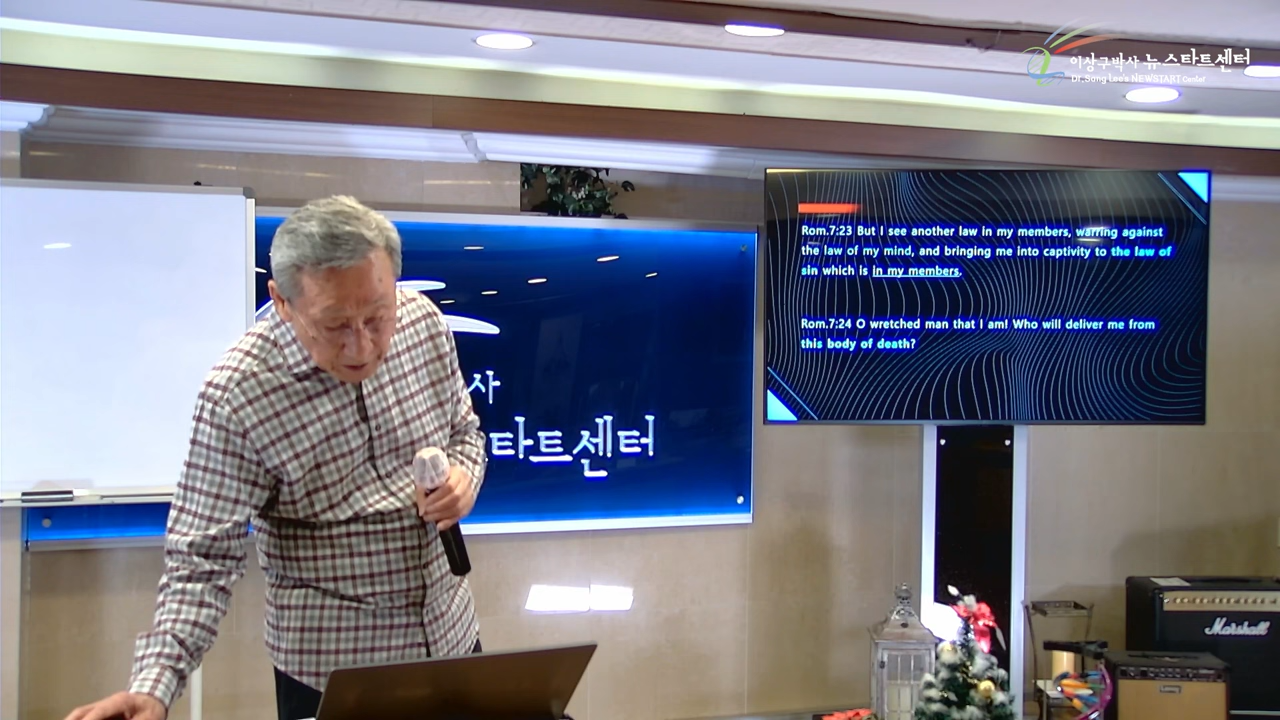 이상구박사 뉴스타트센터
Dr. Sang Lee's NEWSTART Center
Rom.7:23 But I see another law in my members, warring against
the law of my mind, and bringing me into captivity to the law of
sin which is in my members.
Rom.7:24 O wretched man that I am! Who will deliver me from
this body of death?
사
타트센터
Marshall